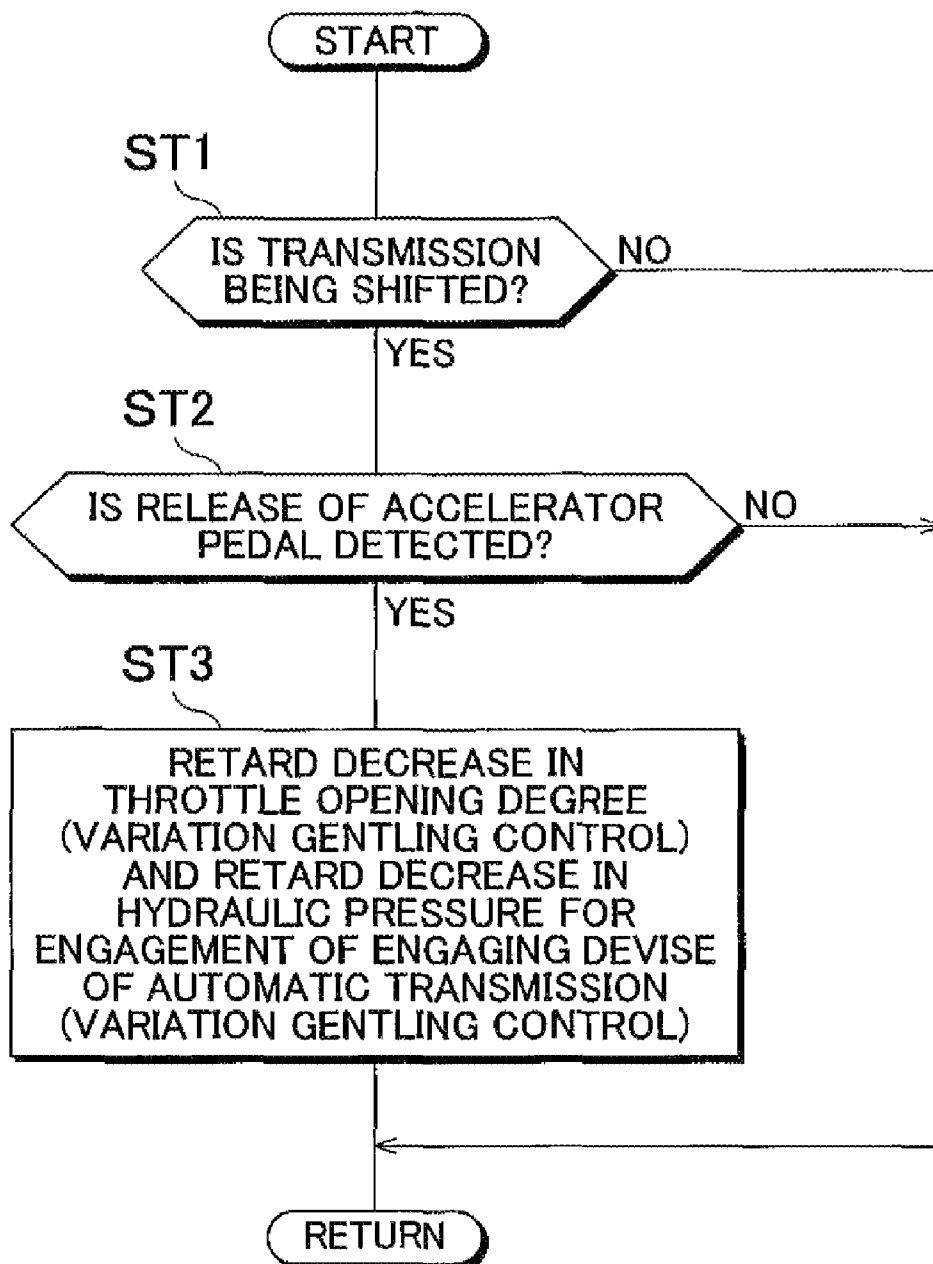 START
ST1
IS TRANSMISSION
BEING SHIFTED?
NO
YES
ST2
IS RELEASE OF ACCELERATOR
PEDAL DETECTED?
NO
YES
ST3
RETARD DECREASE IN
THROTTLE OPENING DEGREE
(VARIATION GENTLING CONTROL)
AND RETARD DECREASE IN
HYDRAULIC PRESSURE FOR
ENGAGEMENT OF ENGAGING DEVISE
OF AUTOMATIC TRANSMISSION
(VARIATION GENTLING CONTROL)
RETURN